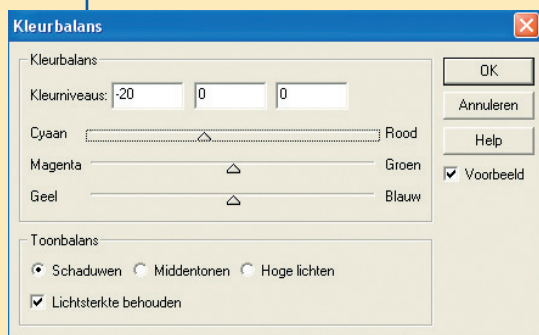 Kleurbalans
Kleurbalans
Kleurniveaus: -20 0 0
Cyaan Rood
Magenta Groen
Geel Blauw
OK
Annuleren
Help
Voorbeeld
Toonbalans
Schaduwen Middentonen Hoge lichten
Lichtsterkte behouden